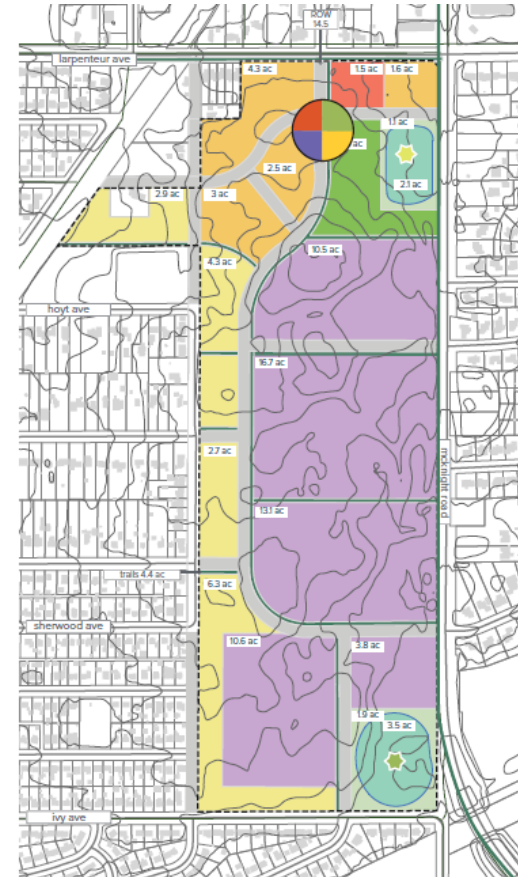 ROW
14.5
larpenteur ave
4.3 ac
1.5 ac
1.6 ac
1.1 ac
ac
2.5 ac
2.1 ac
2.9 ac
3 ac
10.5 ac
4.3 ac
hoyt ave
16.7 ac
2.7 ac
mcknight road
13.1 ac
trails 4.4 ac
6.3 ac
sherwood ave
10.6 ac
3.8 ac
1.9 ac
3.5 ac
ivy ave